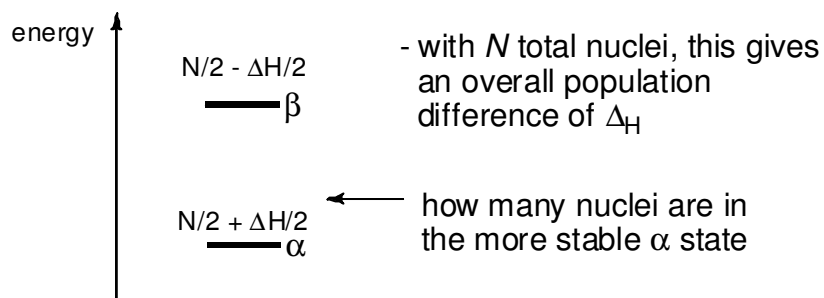 energy
N/2 - ΔH/2
β
- with N total nuclei, this gives
an overall population
difference of ΔH
N/2 + ΔH/2
α
how many nuclei are in
the more stable α state